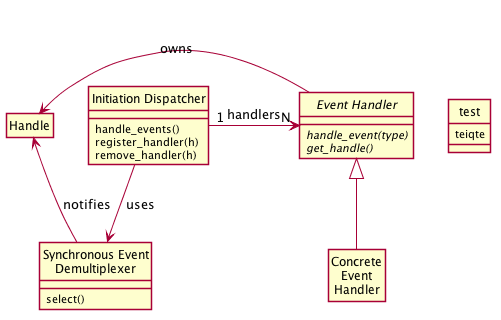 owns
Initiation Dispatcher
handle_events()
register_handler(h)
remove_handler(h)
1 handlers N
Event Handler
handle_event(type)
get_handle()
test
teiqte
Handle
notifies
uses
Synchronous Event
Demultiplexer
select()
Concrete
Event
Handler